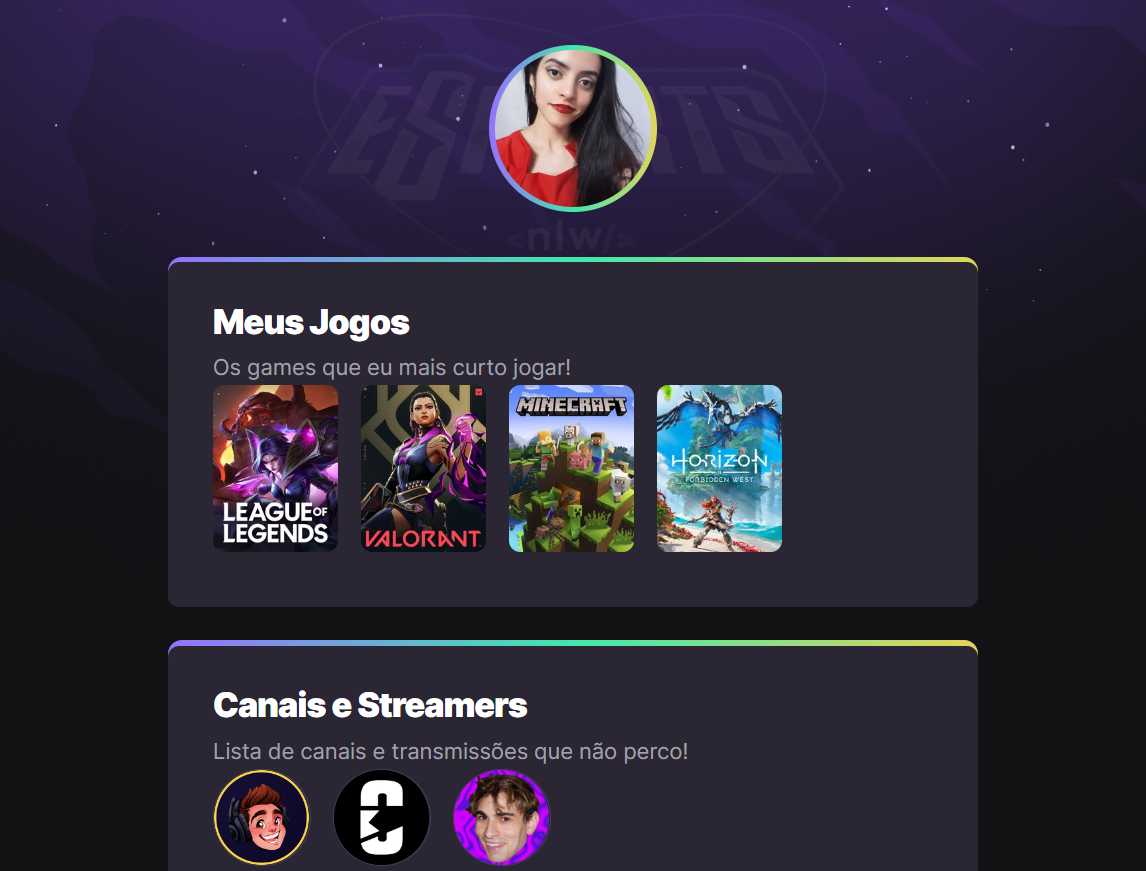 ESPORTS
<nlw/>
Meus Jogos
Os games que eu mais curto jogar!
LEAGUE OF
LEGENDS
VALORANT
MINECRAFT
HORIZON
FORBIDDEN WEST
Canais e Streamers
Lista de canais e transmissões que não perco!